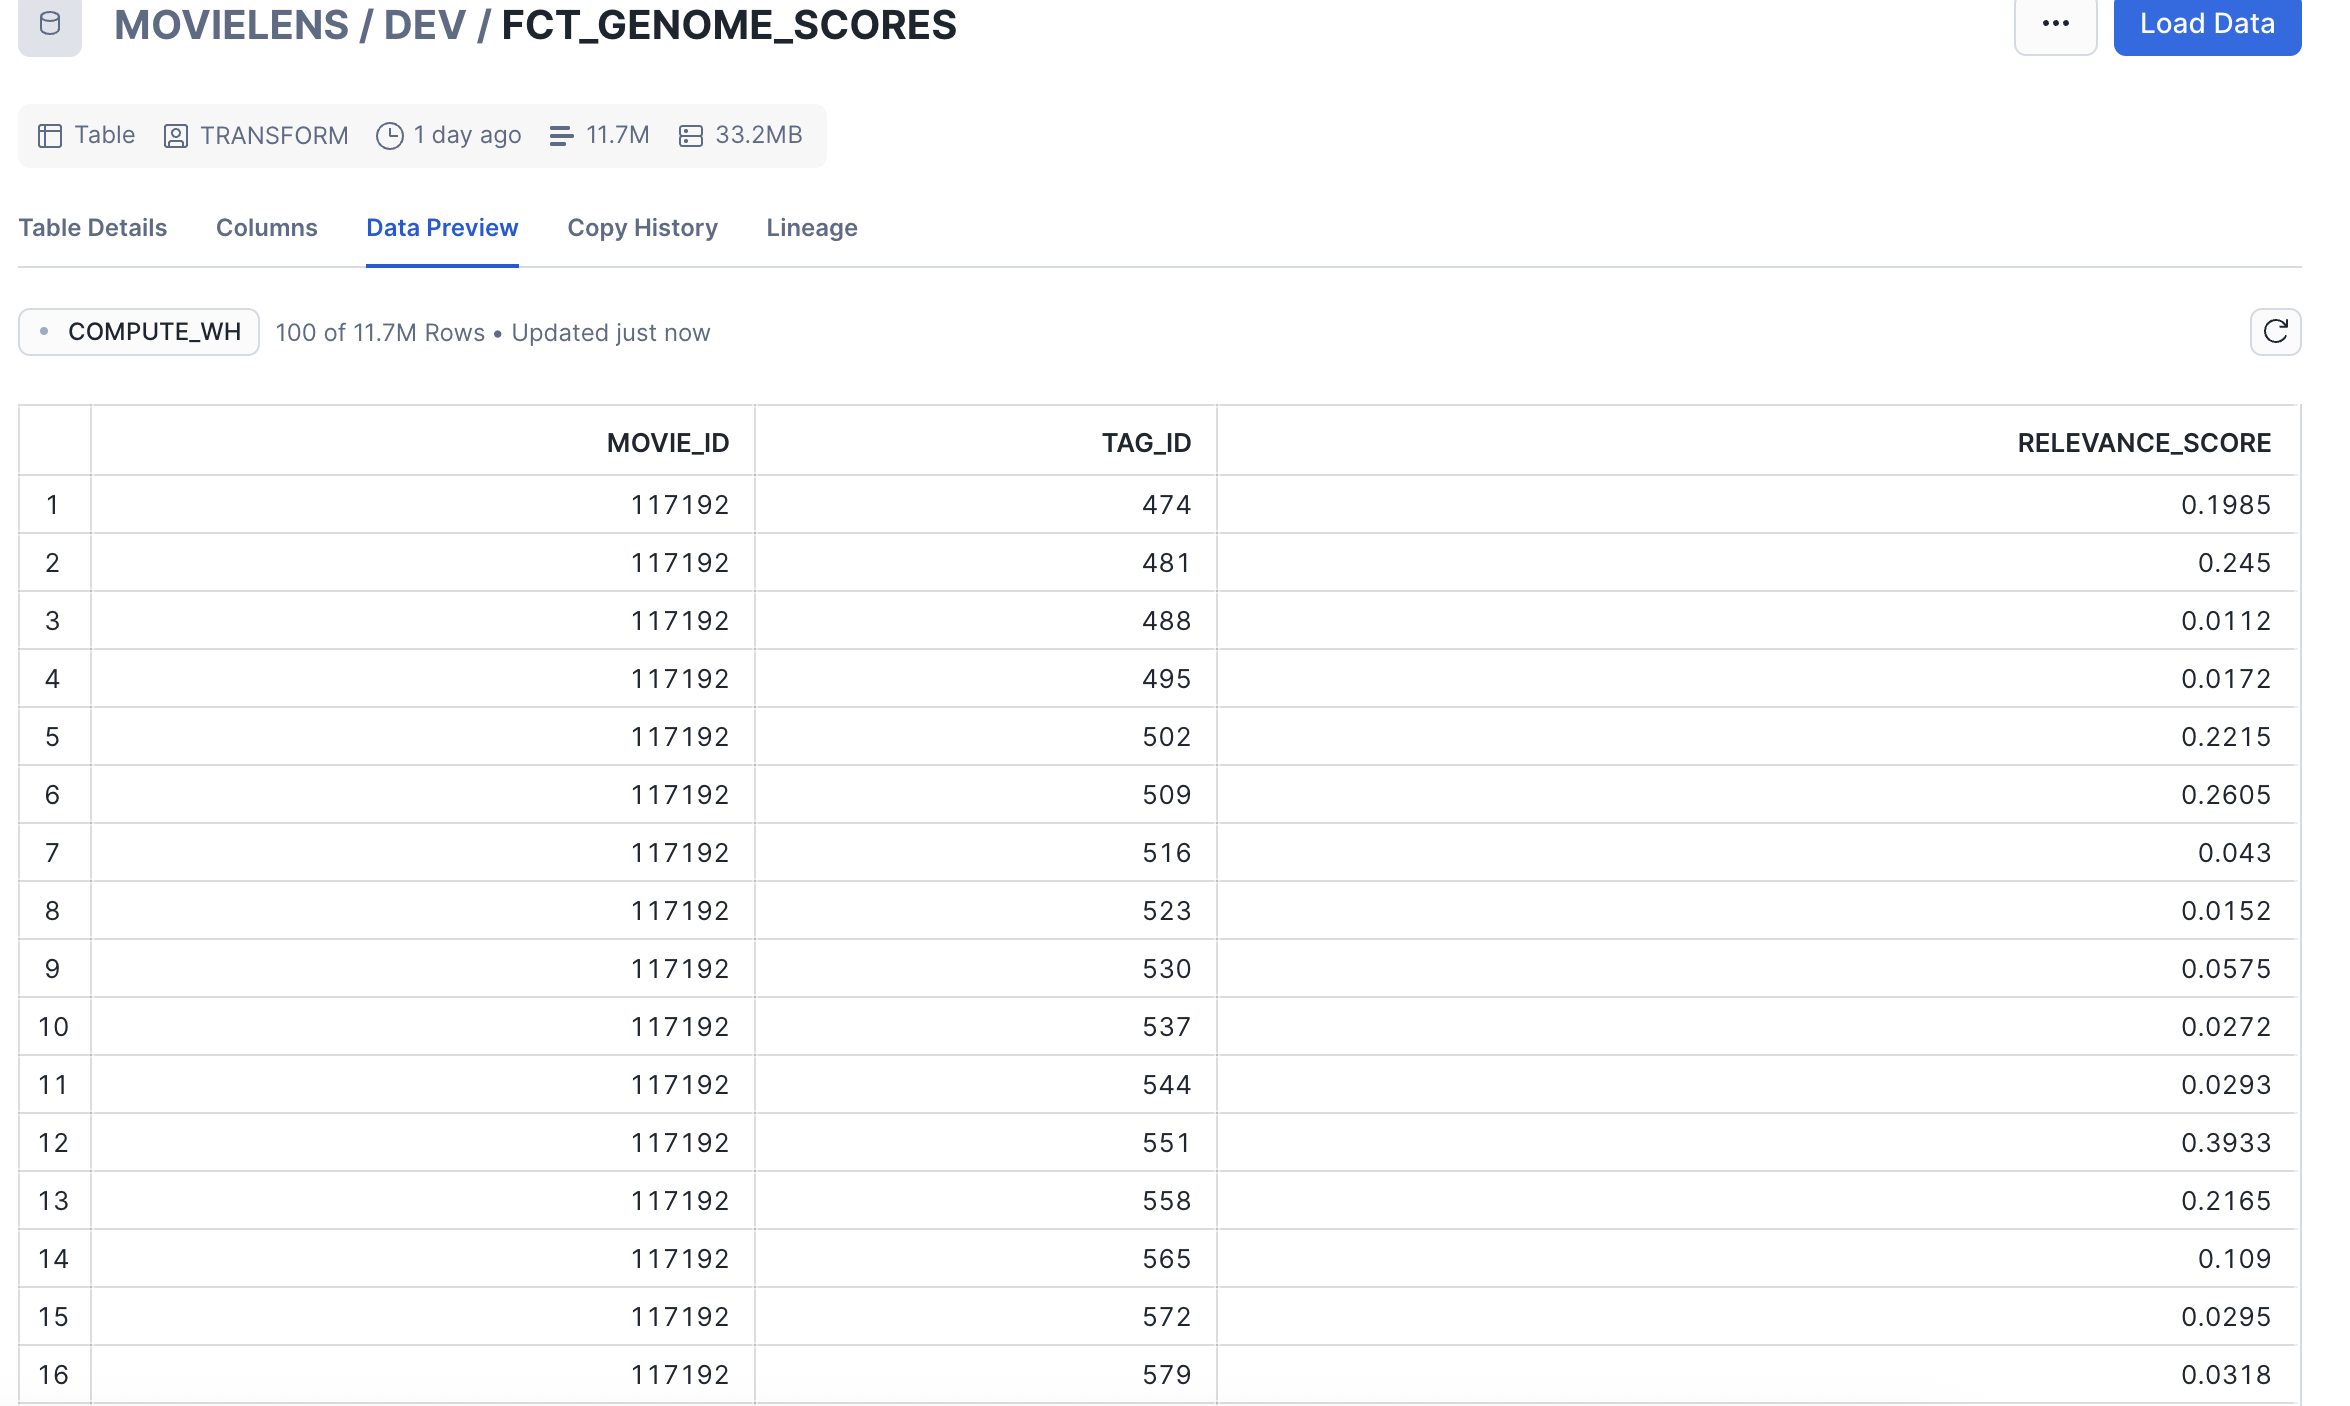 MOVIELENS / DEV / FCT_GENOME_SCORES
... Load Data
Table TRANSFORM 1 day ago 11.7M 33.2MB
Table Details Columns Data Preview Copy History Lineage
COMPUTE_WH 100 of 11.7M Rows • Updated just now
MOVIE_ID TAG_ID RELEVANCE_SCORE
1 117192 474 0.1985
2 117192 481 0.245
3 117192 488 0.0112
4 117192 495 0.0172
5 117192 502 0.2215
6 117192 509 0.2605
7 117192 516 0.043
8 117192 523 0.0152
9 117192 530 0.0575
10 117192 537 0.0272
11 117192 544 0.0293
12 117192 551 0.3933
13 117192 558 0.2165
14 117192 565 0.109
15 117192 572 0.0295
16 117192 579 0.0318